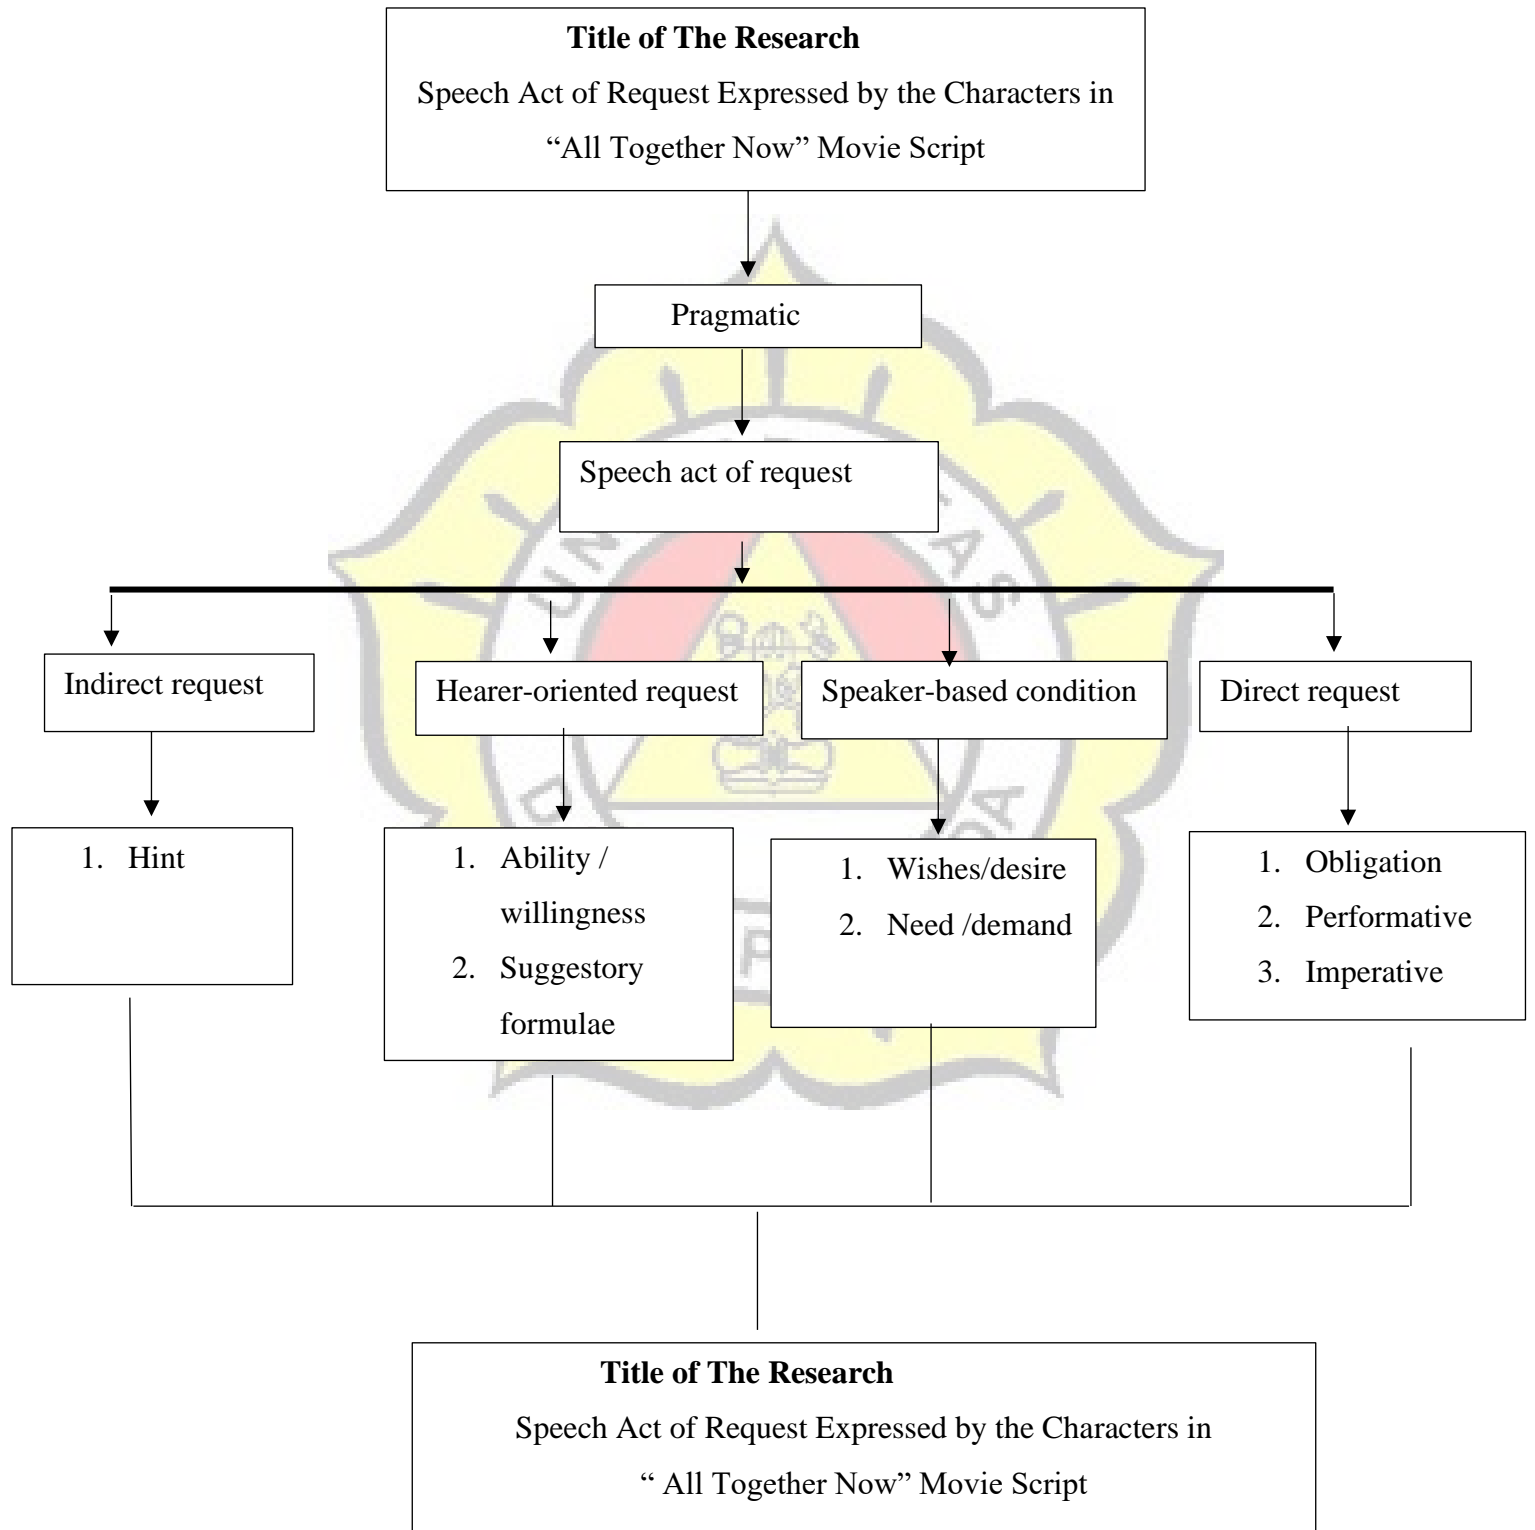 Title of The Research
Speech Act of Request Expressed by the Characters in
“All Together Now” Movie Script
Pragmatic
Speech act of request
Indirect request
Hearer-oriented request
Speaker-based condition
Direct request
1. Hint
1. Ability /
willingness
2. Suggestory
formulae
1. Wishes/desire
2. Need /demand
1. Obligation
2. Performative
3. Imperative
Title of The Research
Speech Act of Request Expressed by the Characters in
“ All Together Now” Movie Script